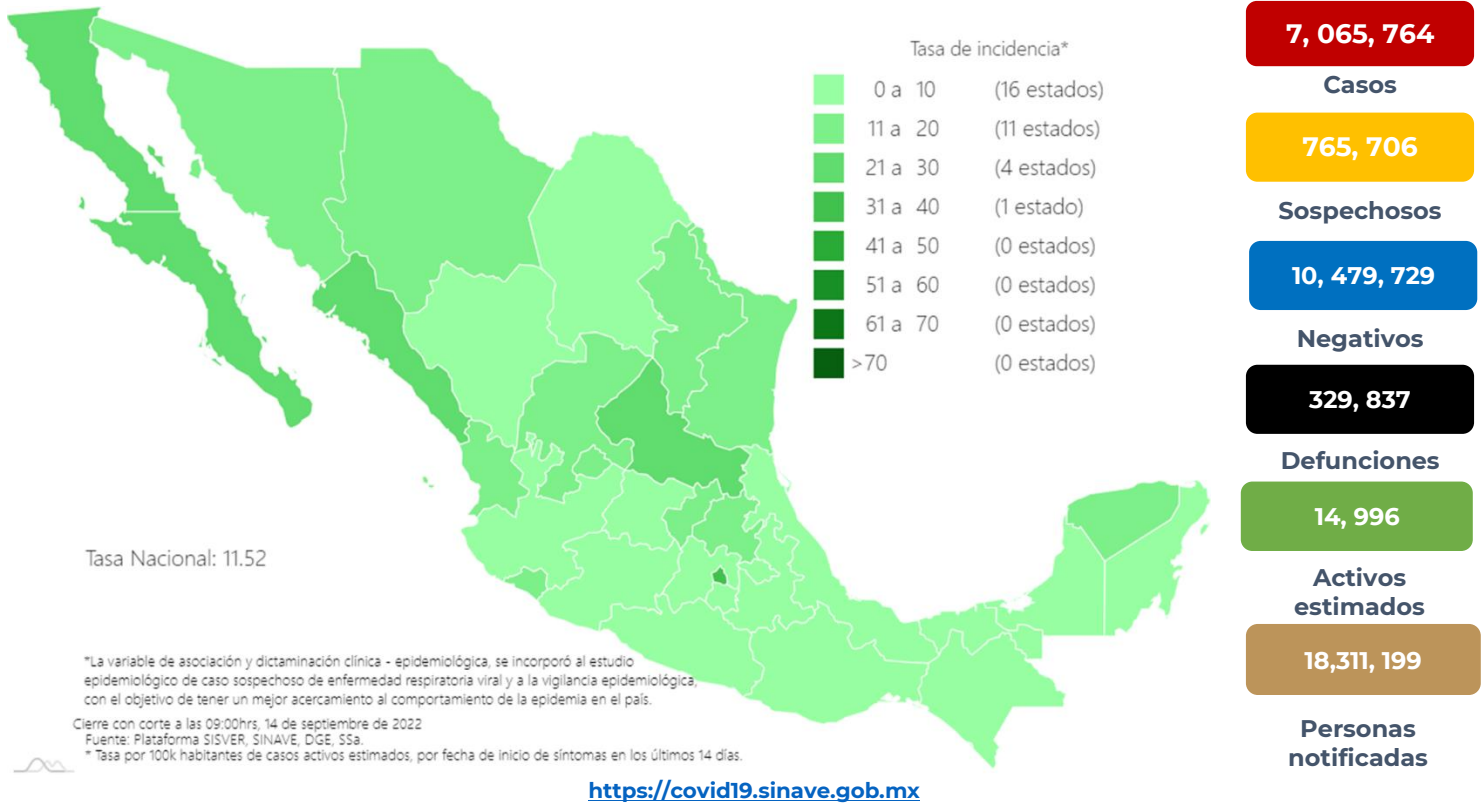 Tasa de incidencia*
0 a 10 (16 estados)
11 a 20 (11 estados)
21 a 30 (4 estados)
31 a 40 (1 estado)
41 a 50 (0 estados)
51 a 60 (0 estados)
61 a 70 (0 estados)
>70 (0 estados)
Tasa Nacional: 11.52
*La variable de asociación y dictaminación clínica - epidemiológica, se incorporó al estudio
epidemiológico de caso sospechoso de enfermedad respiratoria viral y a la vigilancia epidemiológica,
con el objetivo de tener un mejor acercamiento al comportamiento de la epidemia en el país.
Cierre con corte a las 09:00hrs, 14 de septiembre de 2022
Fuente: Plataforma SISVER, SINAVE, DGE, SSa.
* Tasa por 100k habitantes de casos activos estimados, por fecha de inicio de síntomas en los últimos 14 días.
https://covid19.sinave.gob.mx
7, 065, 764
Casos
765, 706
Sospechosos
10, 479, 729
Negativos
329, 837
Defunciones
14, 996
Activos
estimados
18,311, 199
Personas
notificadas